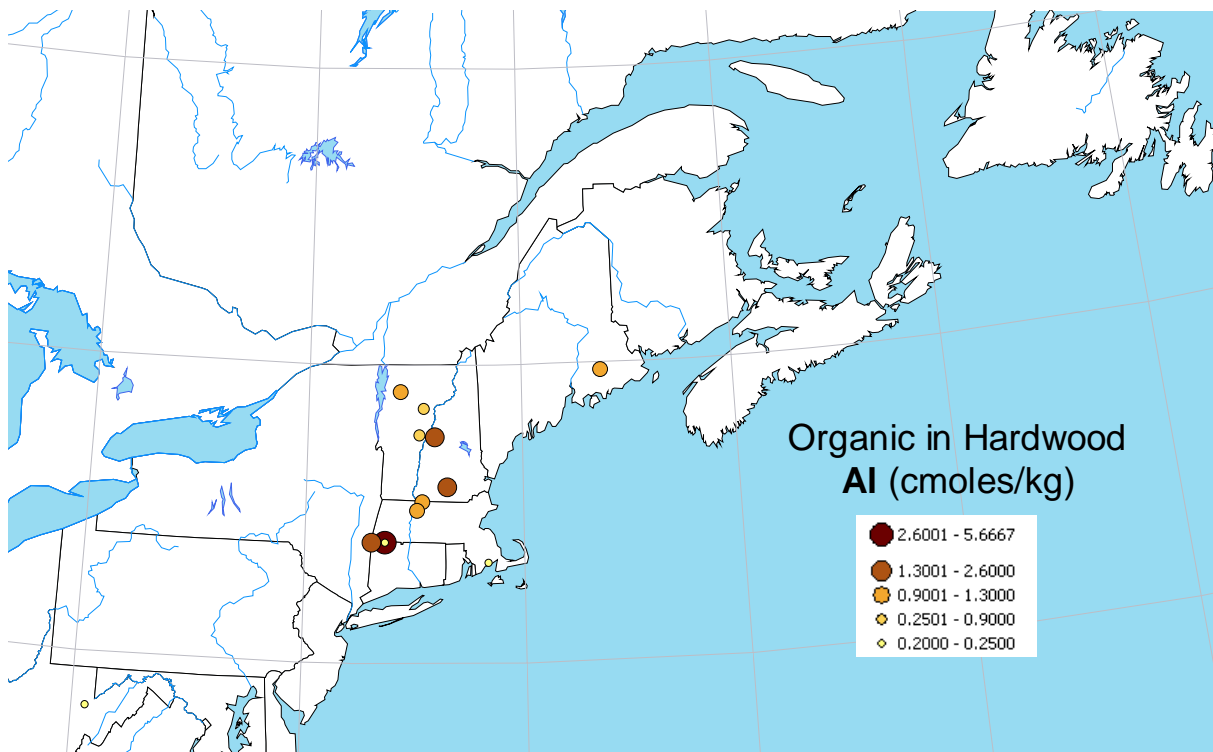 Organic in Hardwood
Al (cmoles/kg)
2.6001 - 5.6667
1.3001 - 2.6000
0.9001 - 1.3000
0.2501 - 0.9000
0.2000 - 0.2500